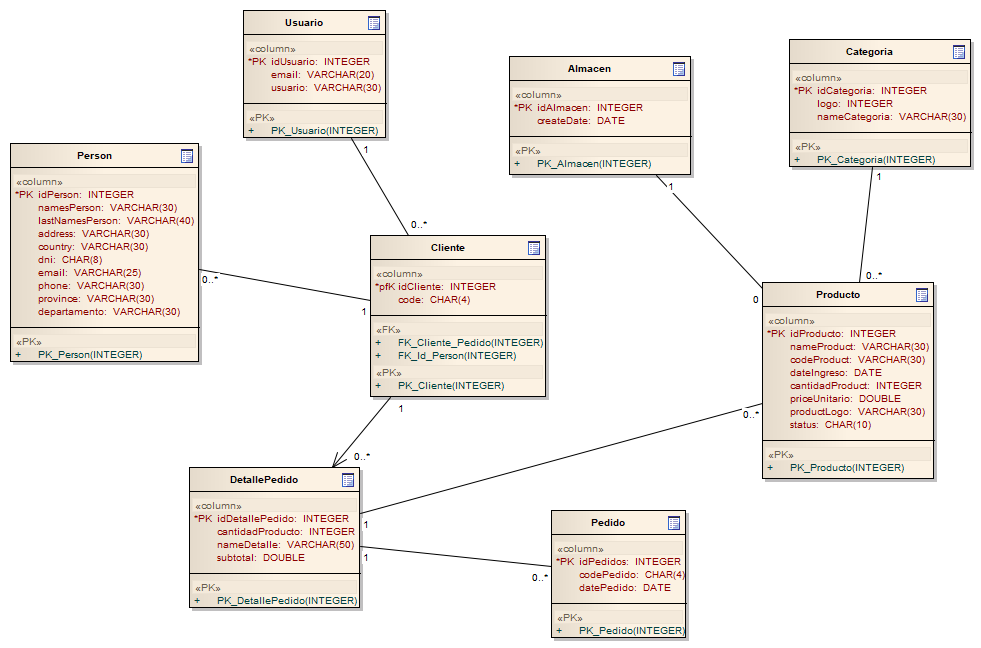 Usuario
«column»
*PK idUsuario: INTEGER
email: VARCHAR(20)
usuario: VARCHAR(30)
«PK»
+ PK_Usuario(INTEGER)
1
0..*
Almacen
«column»
*PK idAlmacen: INTEGER
createDate: DATE
«PK»
+ PK_Almacen(INTEGER)
1
0
Categoria
«column»
*PK idCategoria: INTEGER
logo: INTEGER
nameCategoria: VARCHAR(30)
«PK»
+ PK_Categoria(INTEGER)
1
0..*
Person
«column»
*PK idPerson: INTEGER
namesPerson: VARCHAR(30)
lastNamesPerson: VARCHAR(40)
address: VARCHAR(30)
country: VARCHAR(30)
dni: CHAR(8)
email: VARCHAR(25)
phone: VARCHAR(30)
province: VARCHAR(30)
departamento: VARCHAR(30)
«PK»
+ PK_Person(INTEGER)
0..*
1
Cliente
«column»
*pfK idCliente: INTEGER
code: CHAR(4)
«FK»
+ FK_Cliente_Pedido(INTEGER)
+ FK_Id_Person(INTEGER)
«PK»
+ PK_Cliente(INTEGER)
1
0..*
Producto
«column»
*PK idProducto: INTEGER
nameProduct: VARCHAR(30)
codeProduct: VARCHAR(30)
dateIngreso: DATE
cantidadProduct: INTEGER
priceUnitario: DOUBLE
productLogo: VARCHAR(30)
status: CHAR(10)
«PK»
+ PK_Producto(INTEGER)
0..*
DetallePedido
«column»
*PK idDetallePedido: INTEGER
cantidadProducto: INTEGER
nameDetalle: VARCHAR(50)
subtotal: DOUBLE
«PK»
+ PK_DetallePedido(INTEGER)
1
1
0..*
Pedido
«column»
*PK idPedidos: INTEGER
codePedido: CHAR(4)
datePedido: DATE
«PK»
+ PK_Pedido(INTEGER)